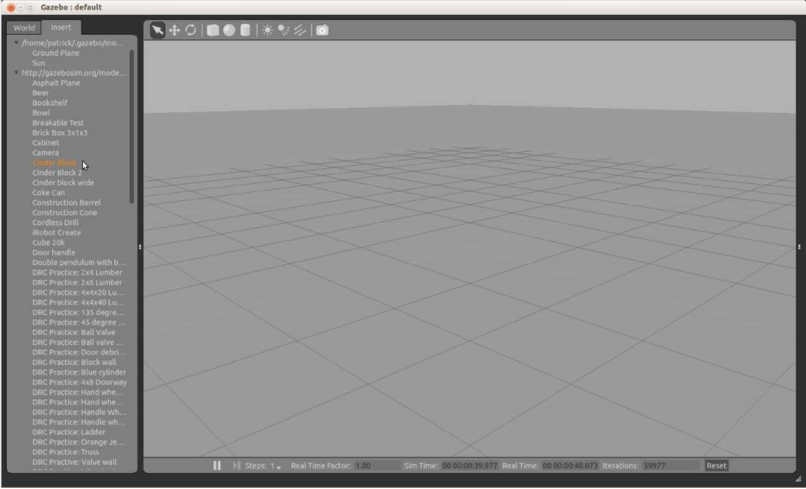 Gazebo : default
World Insert
/home/patrick/.gazebo/mo...
Ground Plane
Sun
http://gazebosim.org/mode...
Asphalt Plane
Beer
Bookshelf
Bowl
Breakable Test
Brick Box 3x1x3
Cabinet
Camera
Cinder Block
Cinder Block 2
Cinder block wide
Coke Can
Construction Barrel
Construction Cone
Cordless Drill
iRobot Create
Cube 20k
Door handle
Double pendulum with b...
DRC Practice: 2x4 Lumber
DRC Practice: 2x6 Lumber
DRC Practice: 4x4x20 Lu...
DRC Practice: 4x4x40 Lu...
DRC Practice: 135 degre...
DRC Practice: 45 degree ...
DRC Practice: Ball Valve
DRC Practice: Ball valve ...
DRC Practice: Door debri...
DRC Practice: Block wall
DRC Practice: Blue cylinder
DRC Practice: 4x8 Doorway
DRC Practice: Hand whe...
DRC Practice: Hand whe...
DRC Practice: Handle Wh...
DRC Practice: Handle wh...
DRC Practice: Ladder
DRC Practice: Orange Je...
DRC Practice: Truss
DRC Practive: Valve wall
Steps: 1 Real Time Factor: 1.00 Sim Time: 00 00:00:39.977 Real Time: 00 00:00:40.073 Iterations: 39977 Reset